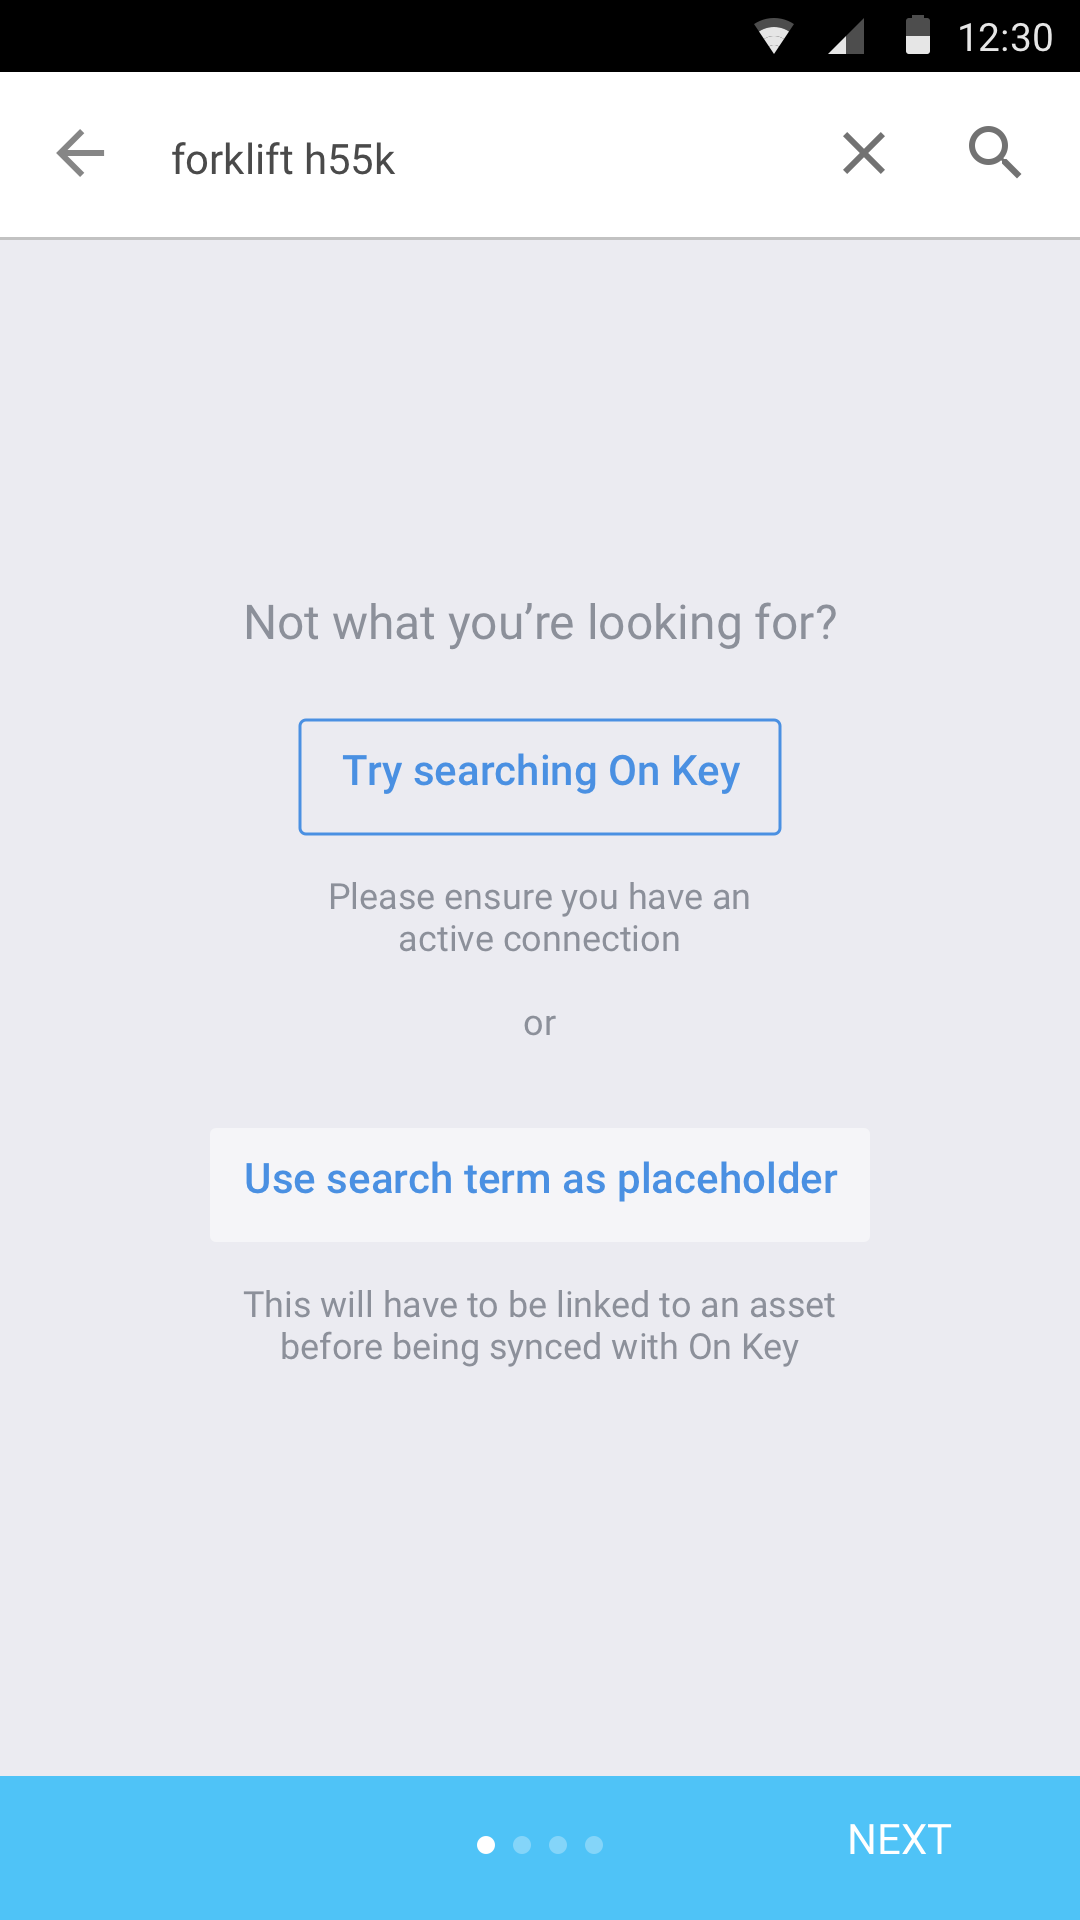 12:30
forklift h55k
Not what you’re looking for?
Try searching On Key
Please ensure you have an
active connection
or
Use search term as placeholder
This will have to be linked to an asset
before being synced with On Key
NEXT